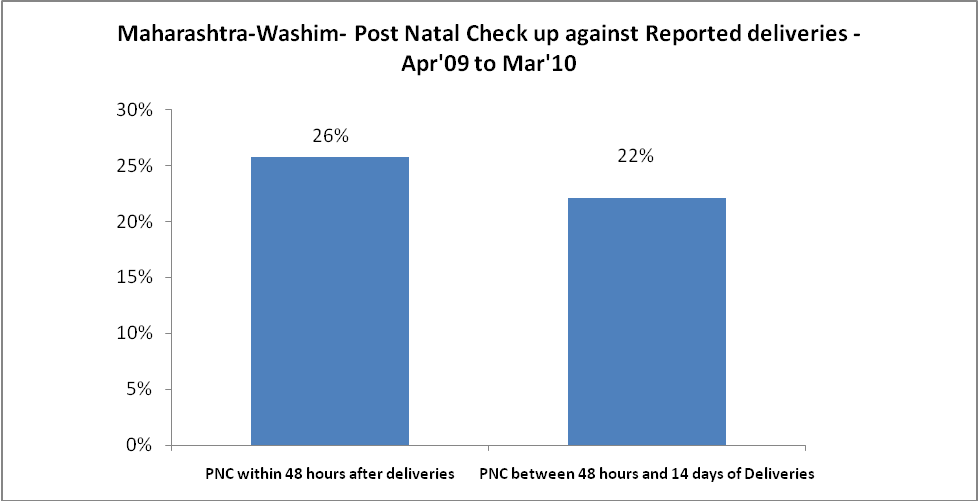 Maharashtra-Washim- Post Natal Check up against Reported deliveries -
Apr'09 to Mar'10
30%
25%
20%
15%
10%
5%
0%
26%
22%
PNC within 48 hours after deliveries
PNC between 48 hours and 14 days of Deliveries